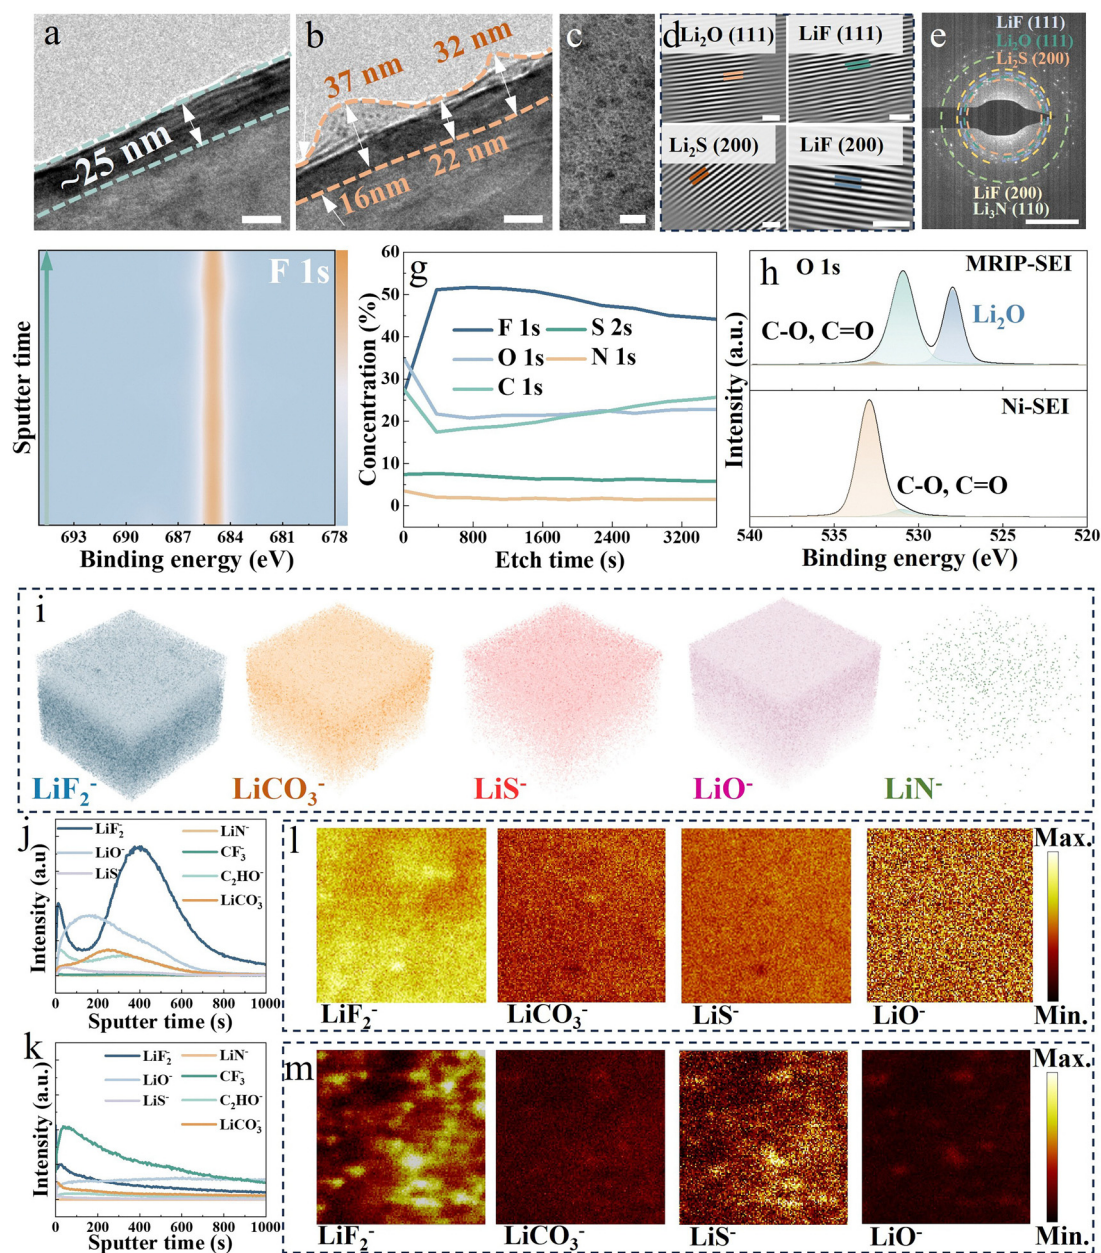 a
~25 nm
b
37 nm
32 nm
16nm
22 nm
c
d
Li₂O (111)
LiF (111)
Li₂S (200)
LiF (200)
e
LiF (111)
Li₂O (111)
Li₂S (200)
LiF (200)
Li₃N (110)
F 1s
Sputter time
693 690 687 684 681 678
Binding energy (eV)
g
60
50
40
30
20
10
0
Concentration (%)
F 1s
O 1s
C 1s
S 2s
N 1s
0 800 1600 2400 3200
Etch time (s)
h
O 1s
MRIP-SEI
C-O, C=O
Li₂O
Ni-SEI
C-O, C=O
Intensity (a.u.)
540 535 530 525 520
Binding energy (eV)
i
LiF₂⁻
LiCO₃⁻
LiS⁻
LiO⁻
LiN⁻
j
LiF₂⁻
LiO⁻
LiS⁻
LiN⁻
CF₃⁻
C₂HO⁻
LiCO₃⁻
Intensity (a.u)
0 200 400 600 800 1000
Sputter time (s)
k
LiF₂⁻
LiO⁻
LiS⁻
LiN⁻
CF₃⁻
C₂HO⁻
LiCO₃⁻
Intensity (a.u.)
0 200 400 600 800 1000
Sputter time (s)
l
Max.
Min.
LiF₂⁻
LiCO₃⁻
LiS⁻
LiO⁻
m
Max.
Min.
LiF₂⁻
LiCO₃⁻
LiS⁻
LiO⁻